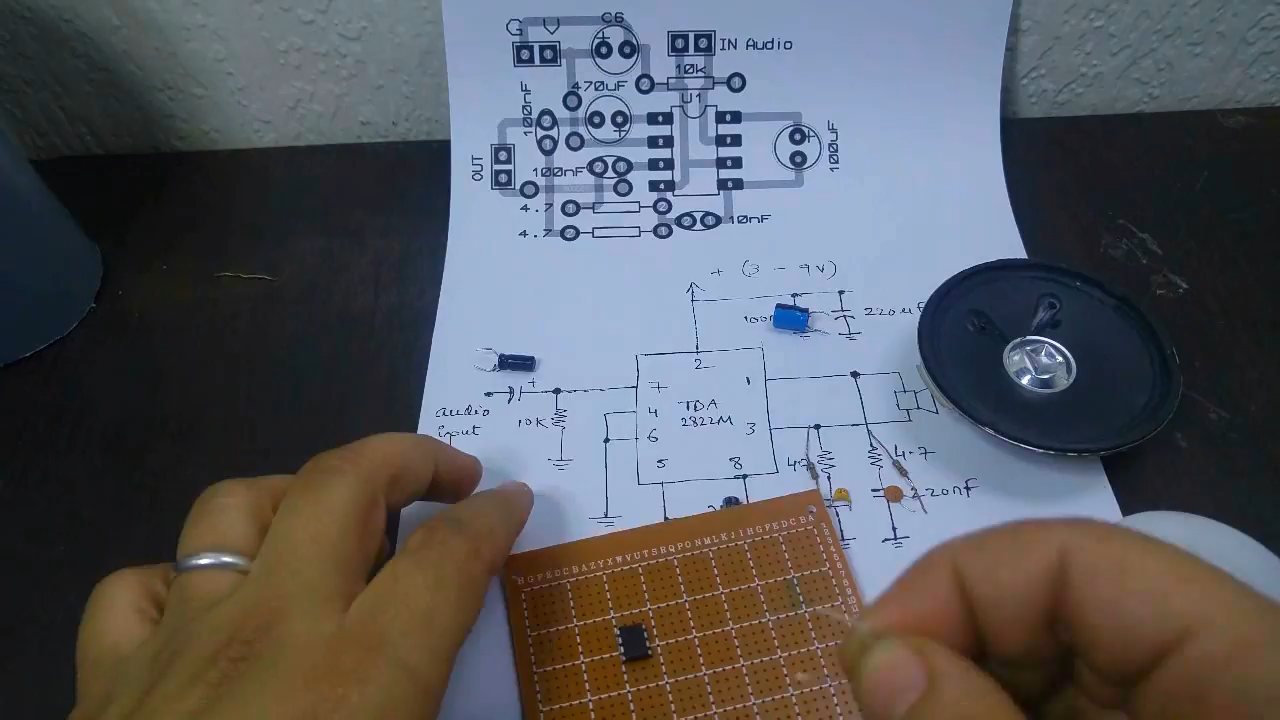 G V C6
IN Audio
10k
470uF
U1
100nF
OUT
100uF
100nF
4.7
10nF
4.7
+ (3 - 9V)
220uF
2
7
1
audio
input
10K
4
6
TDA
2822M
3
4.7
5
8
220nF
HGFEDCBAZYXWVUTSRQPONMLKJIHGFEDCBA